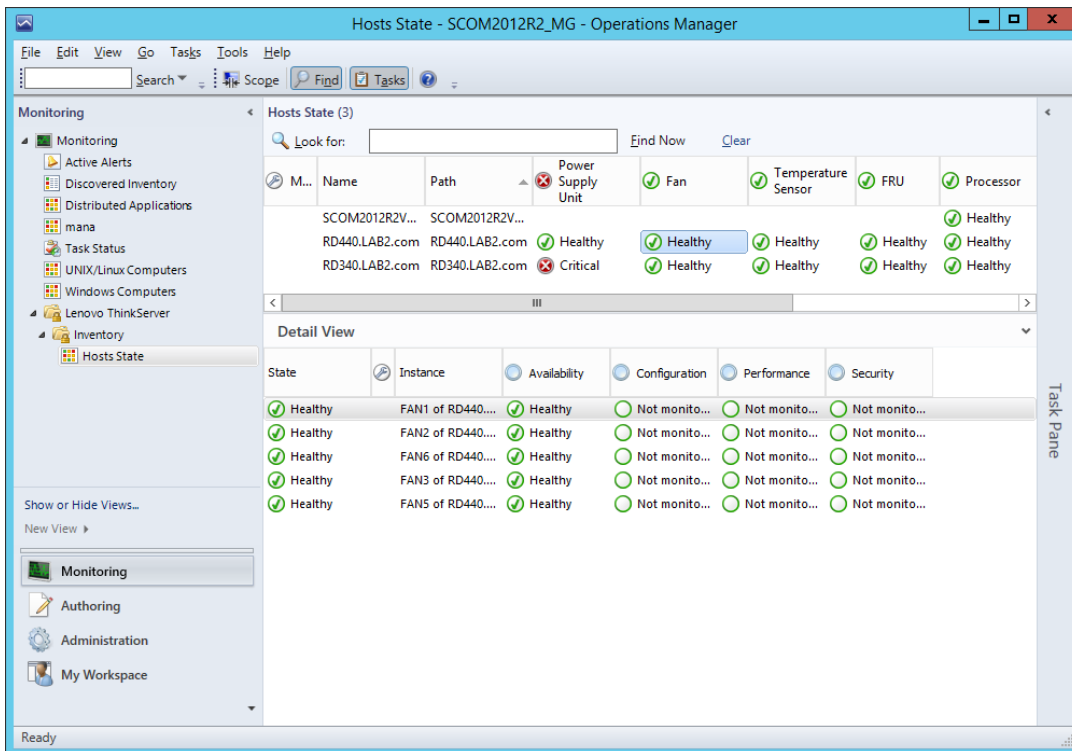 Hosts State - SCOM2012R2_MG - Operations Manager
File Edit View Go Tasks Tools Help
Search Scope Find Tasks
Monitoring
Monitoring
Active Alerts
Discovered Inventory
Distributed Applications
mana
Task Status
UNIX/Linux Computers
Windows Computers
Lenovo ThinkServer
Inventory
Hosts State
Show or Hide Views...
New View
Monitoring
Authoring
Administration
My Workspace
Hosts State (3)
Look for: Find Now Clear
M... Name Path Power Supply Unit Fan Temperature Sensor FRU Processor
SCOM2012R2V... SCOM2012R2V... Healthy
RD440.LAB2.com RD440.LAB2.com Healthy Healthy Healthy Healthy Healthy
RD340.LAB2.com RD340.LAB2.com Critical Healthy Healthy Healthy Healthy
Detail View
State Instance Availability Configuration Performance Security
Healthy FAN1 of RD440.... Healthy Not monito... Not monito... Not monito...
Healthy FAN2 of RD440.... Healthy Not monito... Not monito... Not monito...
Healthy FAN6 of RD440.... Healthy Not monito... Not monito... Not monito...
Healthy FAN3 of RD440.... Healthy Not monito... Not monito... Not monito...
Healthy FAN5 of RD440.... Healthy Not monito... Not monito... Not monito...
Task Pane
Ready